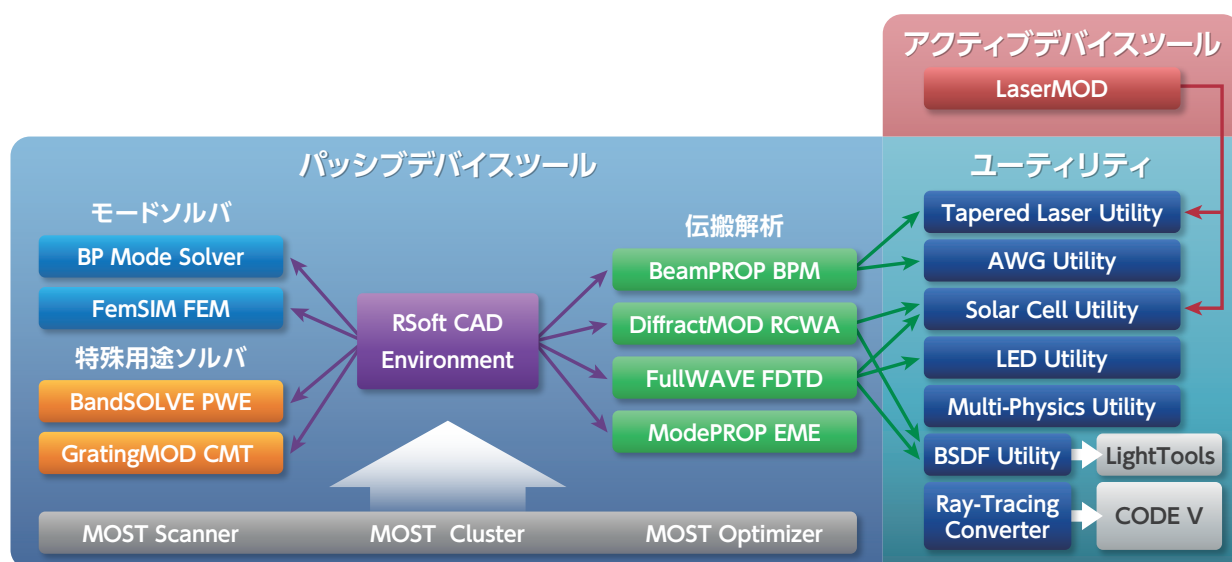 アクティブデバイスツール
LaserMOD
パッシブデバイスツール
モードソルバ
BP Mode Solver
FemSIM FEM
特殊用途ソルバ
BandSOLVE PWE
GratingMOD CMT
RSoft CAD
Environment
伝搬解析
BeamPROP BPM
DiffractMOD RCWA
FullWAVE FDTD
ModePROP EME
MOST Scanner
MOST Cluster
MOST Optimizer
ユーティリティ
Tapered Laser Utility
AWG Utility
Solar Cell Utility
LED Utility
Multi-Physics Utility
BSDF Utility
LightTools
Ray-Tracing
Converter
CODE V